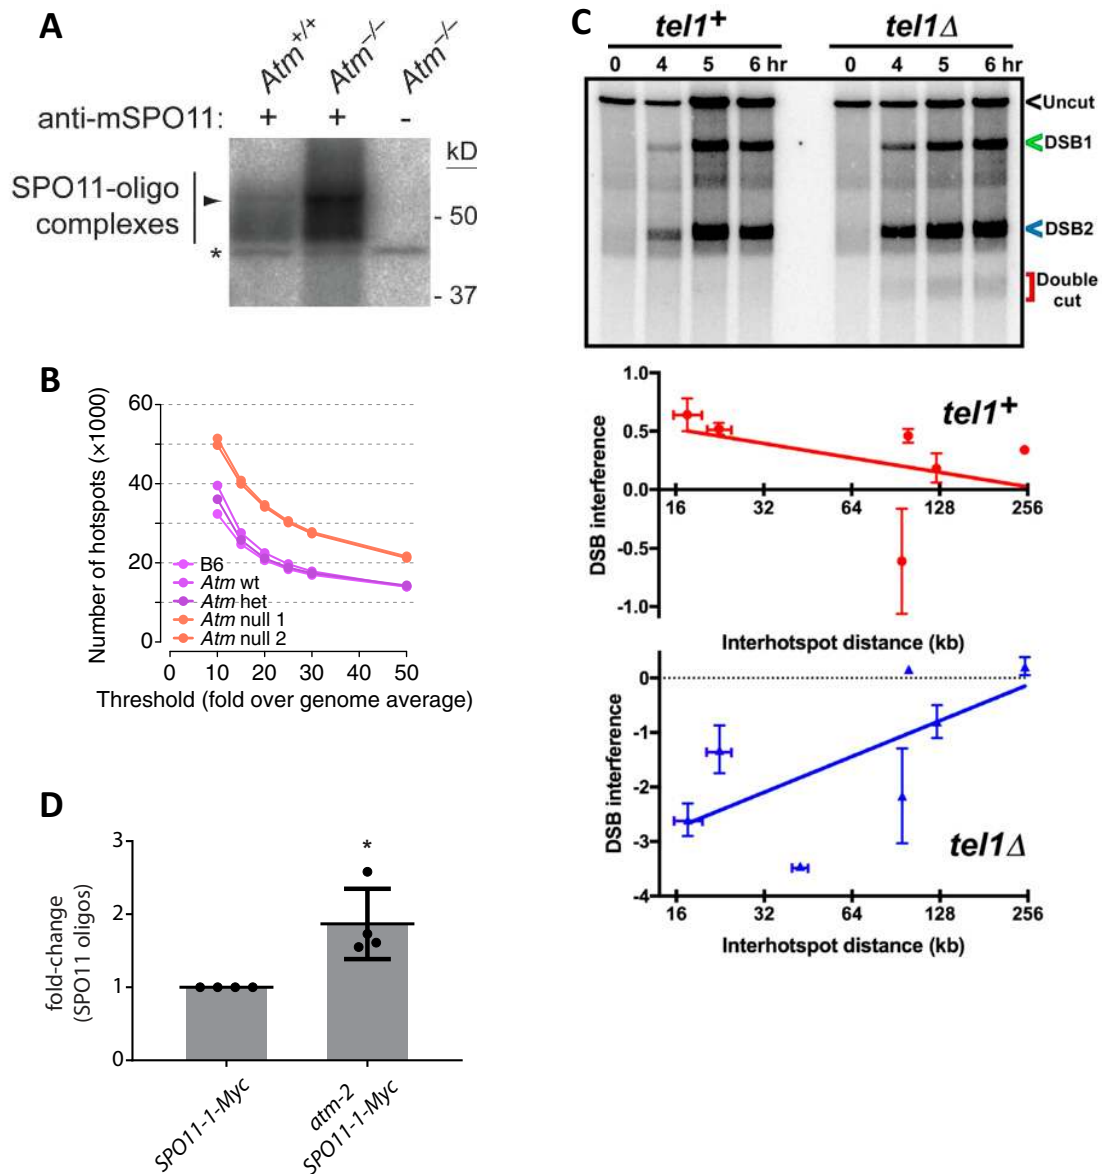 A
Atm+/+ Atm–/– Atm–/–
anti-mSPO11: + + -
kD
SPO11-oligo
complexes
- 50
*
- 37
B
Number of hotspots (×1000)
60
40
20
0
B6
Atm wt
Atm het
Atm null 1
Atm null 2
0 10 20 30 40 50
Threshold (fold over genome average)
C
tel1+ tel1Δ
0 4 5 6 hr 0 4 5 6 hr
Uncut
DSB1
DSB2
Double
cut
DSB interference
1.0
0.5
0.0
-0.5
-1.0
tel1+
16 32 64 128 256
Interhotspot distance (kb)
DSB interference
0
-1
-2
-3
-4
tel1Δ
16 32 64 128 256
Interhotspot distance (kb)
D
fold-change
(SPO11 oligos)
3
2
1
0
*
SPO11-1-Myc
atm-2
SPO11-1-Myc